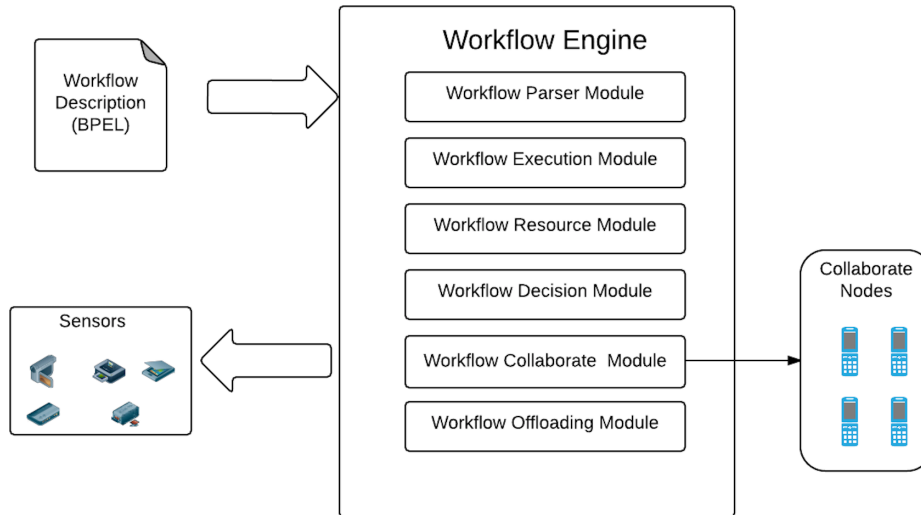 Workflow
Description
(BPEL)
Workflow Engine
Workflow Parser Module
Workflow Execution Module
Workflow Resource Module
Workflow Decision Module
Workflow Collaborate Module
Workflow Offloading Module
Sensors
Collaborate
Nodes